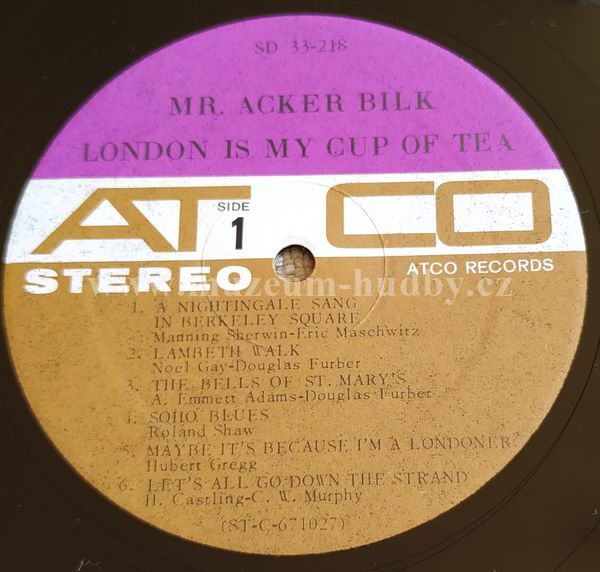 SD 33-218
MR. ACKER BILK
LONDON IS MY CUP OF TEA
ATCO
SIDE
1
STEREO
ATCO RECORDS
www.muzeum-hudby.cz
1. A NIGHTINGALE SANG
IN BERKELEY SQUARE
Manning Sherwin-Eric Maschwitz
2. LAMBETH WALK
Noel Gay-Douglas Furber
3. THE BELLS OF ST. MARY'S
A. Emmett Adams-Douglas Furber
4. SOHO BLUES
Roland Shaw
5. MAYBE IT'S BECAUSE I'M A LONDONER
Hubert Gregg
6. LET'S ALL GO DOWN THE STRAND
H. Castling-C. W. Murphy
(ST-C-671027)